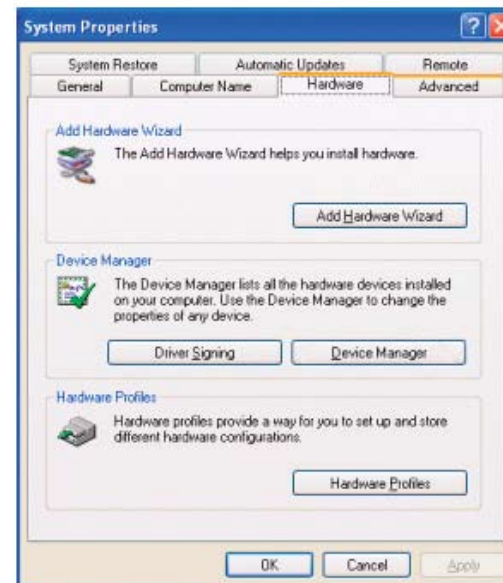 System Properties
?
System Restore Automatic Updates Remote
General Computer Name Hardware Advanced
Add Hardware Wizard
The Add Hardware Wizard helps you install hardware.
Add Hardware Wizard
Device Manager
The Device Manager lists all the hardware devices installed
on your computer. Use the Device Manager to change the
properties of any device.
Driver Signing Device Manager
Hardware Profiles
Hardware profiles provide a way for you to set up and store
different hardware configurations.
Hardware Profiles
OK Cancel Apply